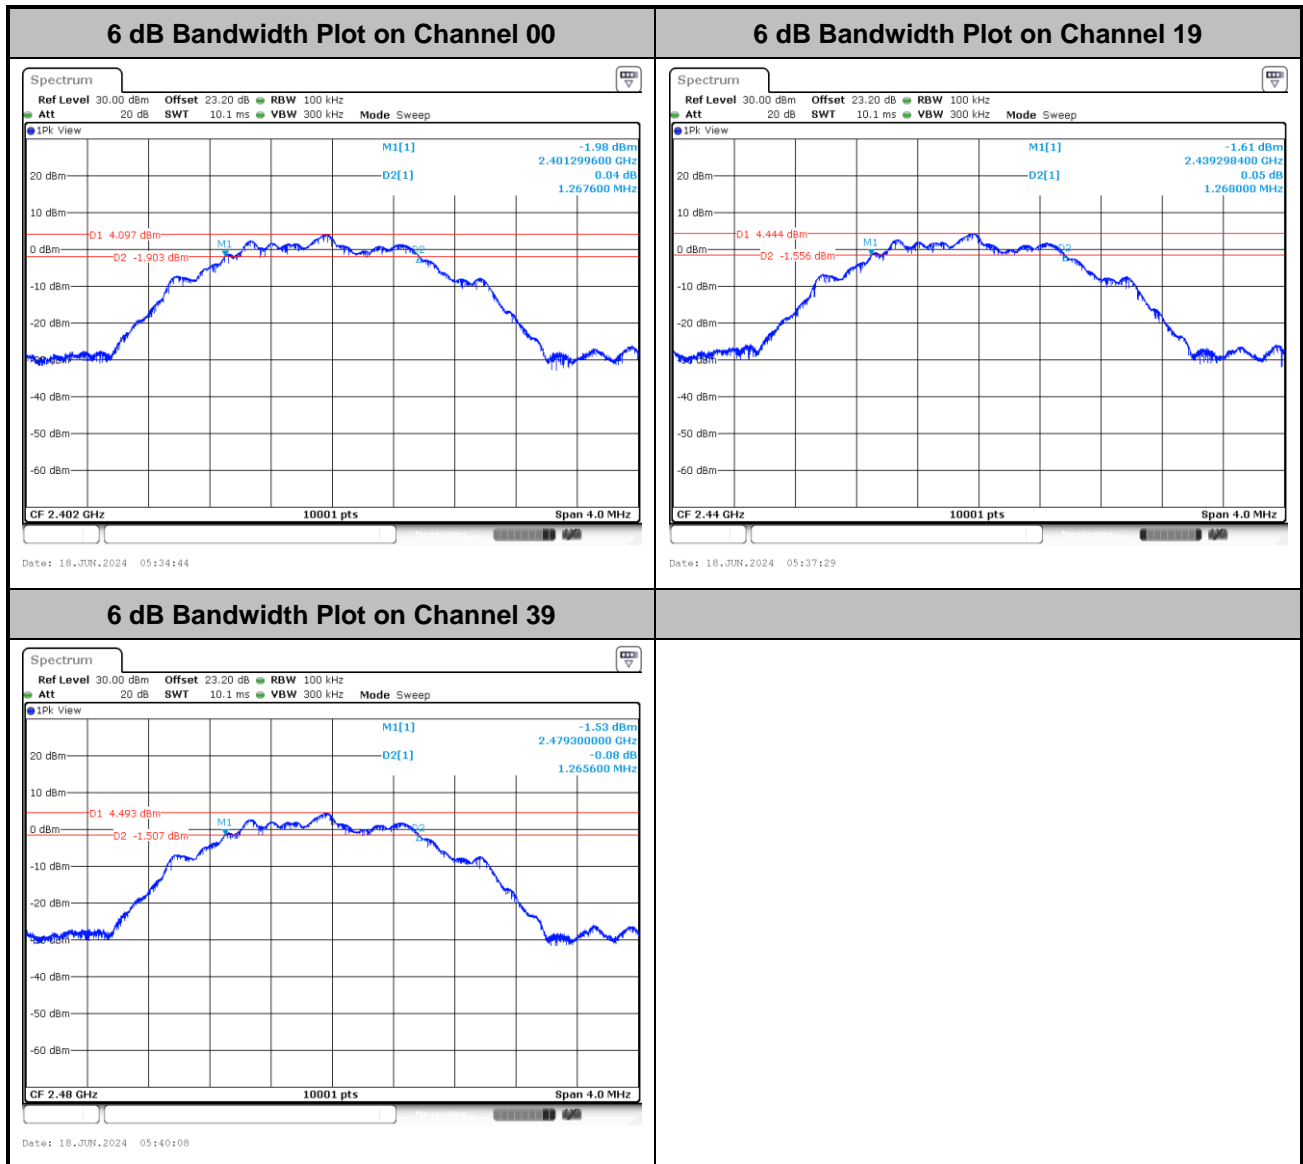 6 dB Bandwidth Plot on Channel 00
Spectrum
Ref Level 30.00 dBm Offset 23.20 dB RBW 100 kHz
Att 20 dB SWT 10.1 ms VBW 300 kHz Mode Sweep
1Pk View
M1[1] -1.98 dBm
2.401299600 GHz
D2[1] 0.04 dB
1.267600 MHz
20 dBm
10 dBm
D1 4.097 dBm
M1
0 dBm
D2
D2 -1.903 dBm
-10 dBm
-20 dBm
-40 dBm
-50 dBm
-60 dBm
CF 2.402 GHz 10001 pts Span 4.0 MHz
Date: 18.JUN.2024 05:34:44
6 dB Bandwidth Plot on Channel 19
Spectrum
Ref Level 30.00 dBm Offset 23.20 dB RBW 100 kHz
Att 20 dB SWT 10.1 ms VBW 300 kHz Mode Sweep
1Pk View
M1[1] -1.61 dBm
2.439298400 GHz
D2[1] 0.05 dB
1.268000 MHz
20 dBm
10 dBm
D1 4.444 dBm
M1
0 dBm
D2
D2 -1.556 dBm
-10 dBm
-20 dBm
-40 dBm
-50 dBm
-60 dBm
CF 2.44 GHz 10001 pts Span 4.0 MHz
Date: 18.JUN.2024 05:37:29
6 dB Bandwidth Plot on Channel 39
Spectrum
Ref Level 30.00 dBm Offset 23.20 dB RBW 100 kHz
Att 20 dB SWT 10.1 ms VBW 300 kHz Mode Sweep
1Pk View
M1[1] -1.53 dBm
2.479300000 GHz
D2[1] -0.08 dB
1.265600 MHz
20 dBm
10 dBm
D1 4.493 dBm
M1
0 dBm
D2
D2 -1.507 dBm
-10 dBm
-20 dBm
-40 dBm
-50 dBm
-60 dBm
CF 2.48 GHz 10001 pts Span 4.0 MHz
Date: 18.JUN.2024 05:40:08